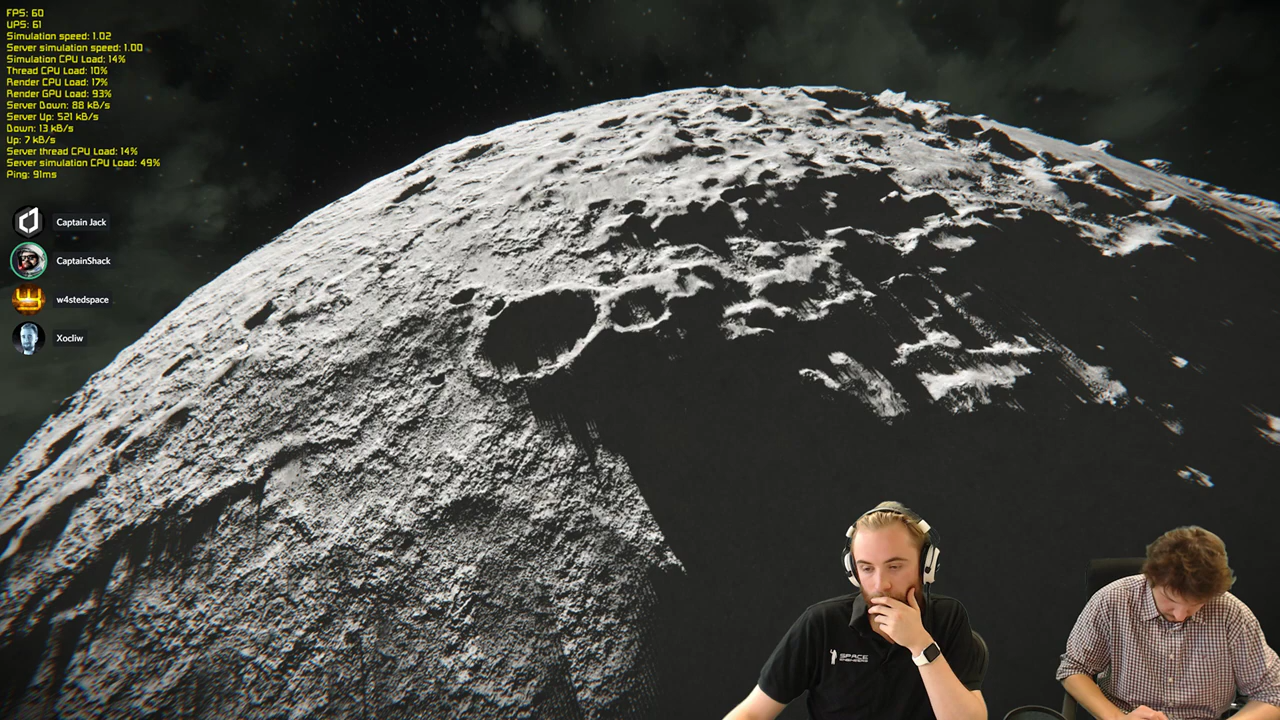 FPS: 60
UPS: 61
Simulation speed: 1.02
Server simulation speed: 1.00
Simulation CPU Load: 14%
Thread CPU Load: 10%
Render CPU Load: 17%
Render GPU Load: 93%
Server Down: 88 kB/s
Server Up: 521 kB/s
Down: 13 kB/s
Up: 7 kB/s
Server thread CPU Load: 14%
Server simulation CPU Load: 49%
Ping: 91ms
Captain Jack
CaptainShack
w4stedspace
Xocliw
SPACE
ENGINEERS